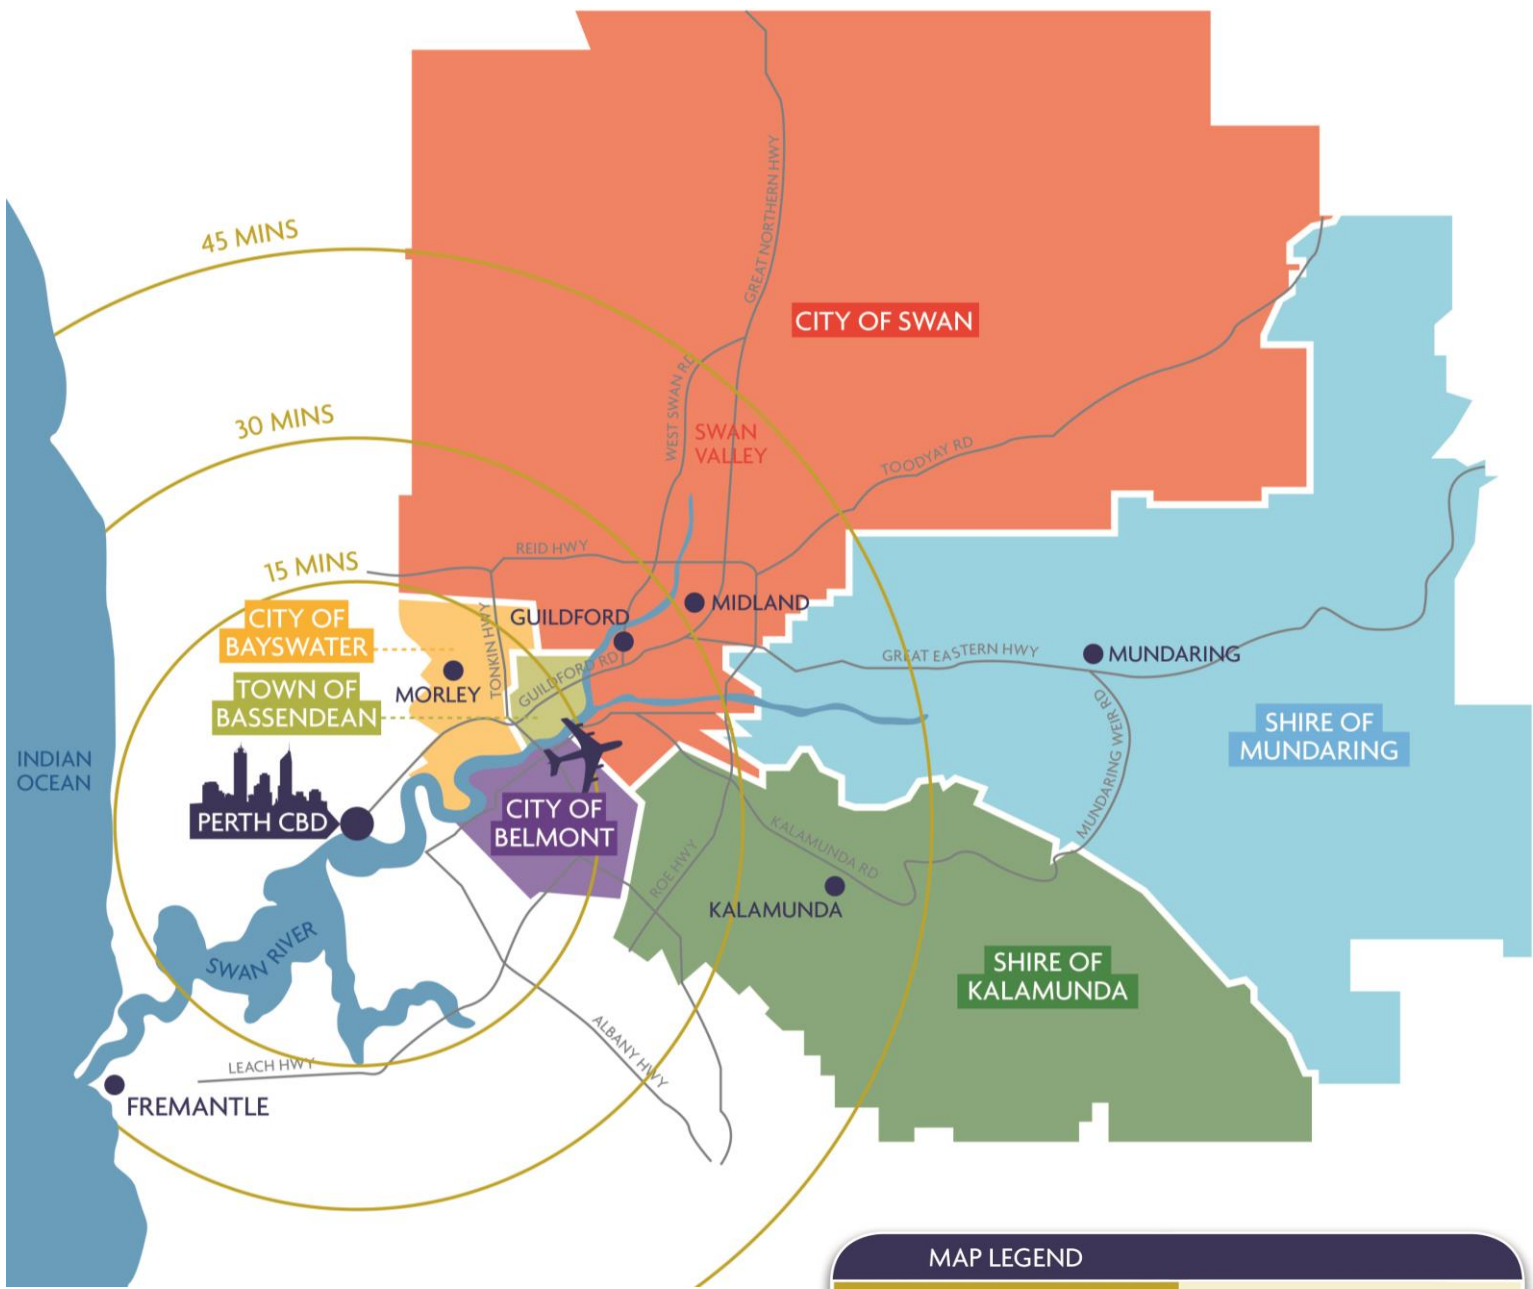 45 MINS
GREAT NORTHERN HWY
CITY OF SWAN
30 MINS
WEST SWAN RD
SWAN
VALLEY
TOODYAY RD
REID HWY
15 MINS
CITY OF
BAYSWATER
TONKIN HWY
GUILDFORD
MIDLAND
GREAT EASTERN HWY
MUNDARING
GUILDFORD RD
MORLEY
TOWN OF
BASSENDEAN
MUNDARING WEIR RD
SHIRE OF
MUNDARING
INDIAN
OCEAN
PERTH CBD
CITY OF
BELMONT
KALAMUNDA RD
ROE HWY
KALAMUNDA
SWAN RIVER
SHIRE OF
KALAMUNDA
LEACH HWY
ALBANY HWY
FREMANTLE
MAP LEGEND